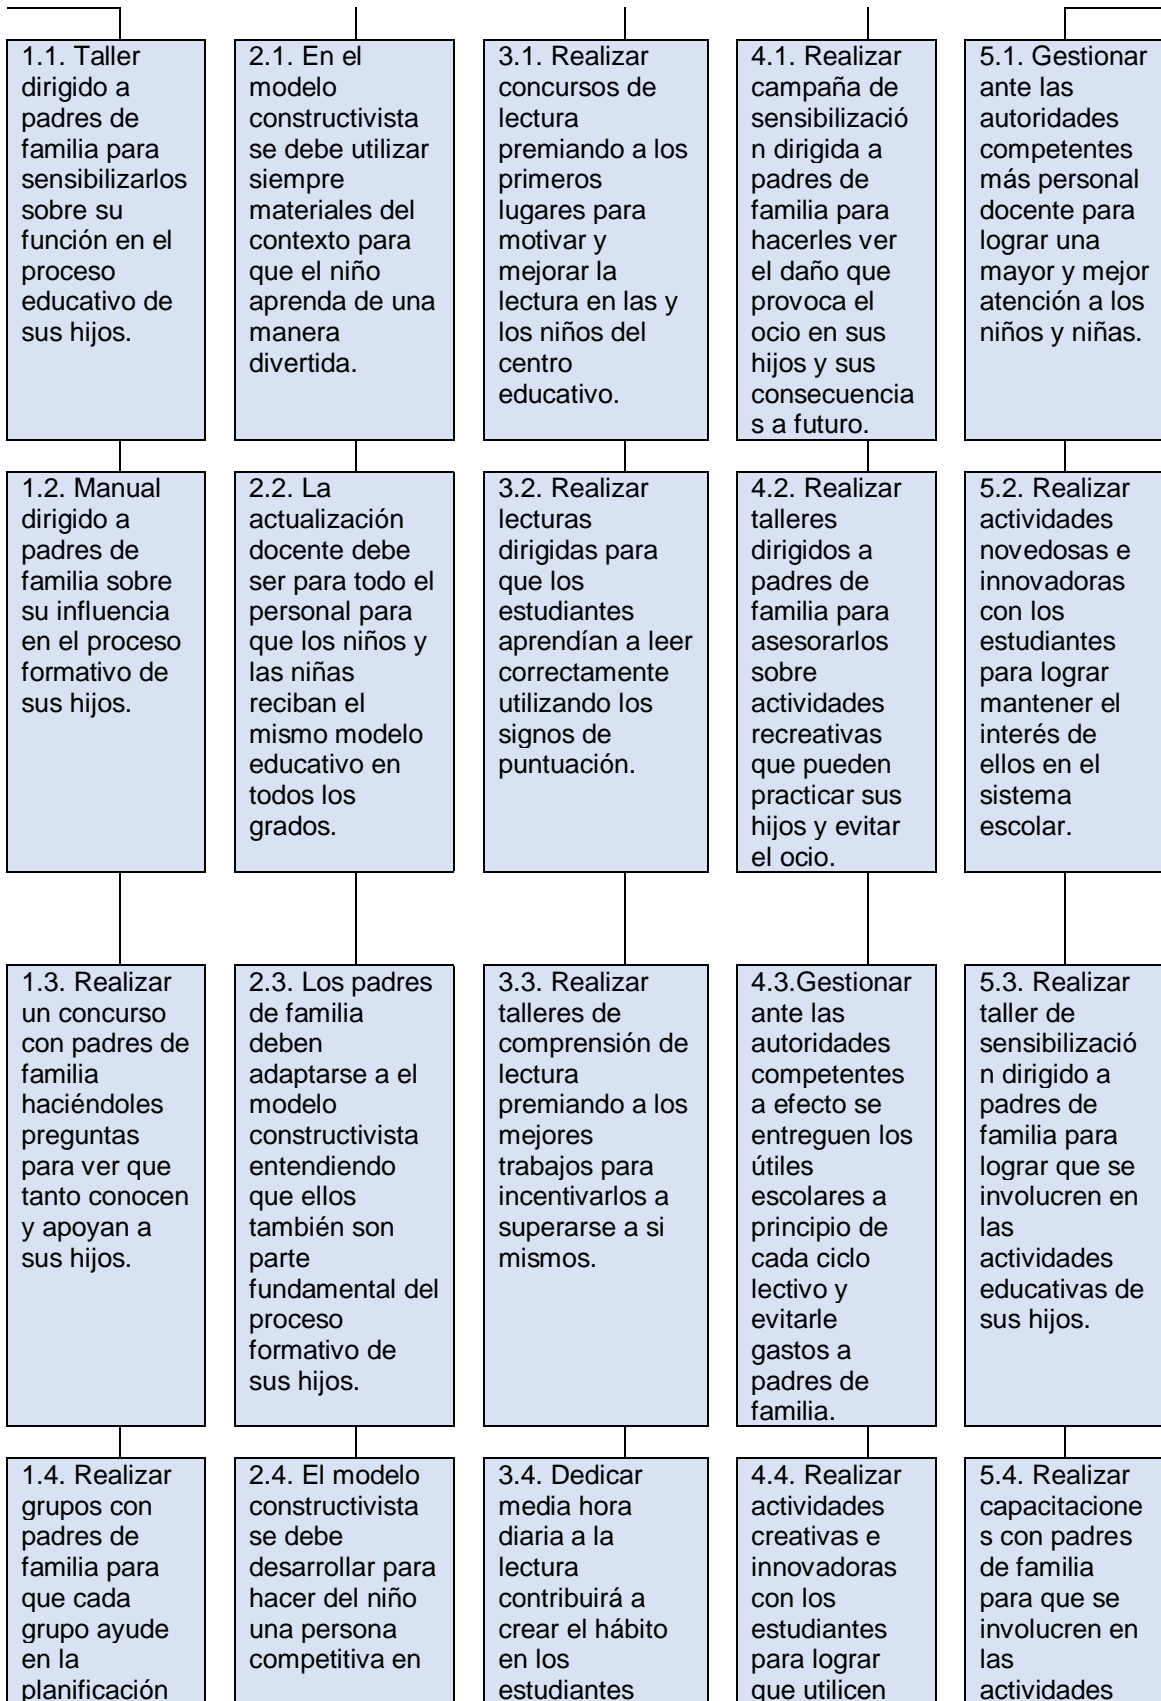 1.1. Taller
dirigido a
padres de
familia para
sensibilizarlos
sobre su
función en el
proceso
educativo de
sus hijos.
2.1. En el
modelo
constructivista
se debe utilizar
siempre
materiales del
contexto para
que el niño
aprenda de una
manera
divertida.
3.1. Realizar
concursos de
lectura
premiando a los
primeros
lugares para
motivar y
mejorar la
lectura en las y
los niños del
centro
educativo.
4.1. Realizar
campaña de
sensibilizació
n dirigida a
padres de
familia para
hacerles ver
el daño que
provoca el
ocio en sus
hijos y sus
consecuencia
s a futuro.
5.1. Gestionar
ante las
autoridades
competentes
más personal
docente para
lograr una
mayor y mejor
atención a los
niños y niñas.
1.2. Manual
dirigido a
padres de
familia sobre
su influencia
en el proceso
formativo de
sus hijos.
2.2. La
actualización
docente debe
ser para todo el
personal para
que los niños y
las niñas
reciban el
mismo modelo
educativo en
todos los
grados.
3.2. Realizar
lecturas
dirigidas para
que los
estudiantes
aprendían a leer
correctamente
utilizando los
signos de
puntuación.
4.2. Realizar
talleres
dirigidos a
padres de
familia para
asesorarlos
sobre
actividades
recreativas
que pueden
practicar sus
hijos y evitar
el ocio.
5.2. Realizar
actividades
novedosas e
innovadoras
con los
estudiantes
para lograr
mantener el
interés de
ellos en el
sistema
escolar.
1.3. Realizar
un concurso
con padres de
familia
haciéndoles
preguntas
para ver que
tanto conocen
y apoyan a
sus hijos.
2.3. Los padres
de familia
deben
adaptarse a el
modelo
constructivista
entendiendo
que ellos
también son
parte
fundamental del
proceso
formativo de
sus hijos.
3.3. Realizar
talleres de
comprensión de
lectura
premiando a los
mejores
trabajos para
incentivarlos a
superarse a si
mismos.
4.3.Gestionar
ante las
autoridades
competentes
a efecto se
entreguen los
útiles
escolares a
principio de
cada ciclo
lectivo y
evitarle
gastos a
padres de
familia.
5.3. Realizar
taller de
sensibilizació
n dirigido a
padres de
familia para
lograr que se
involucren en
las
actividades
educativas de
sus hijos.
1.4. Realizar
grupos con
padres de
familia para
que cada
grupo ayude
en la
planificación
2.4. El modelo
constructivista
se debe
desarrollar para
hacer del niño
una persona
competitiva en
3.4. Dedicar
media hora
diaria a la
lectura
contribuirá a
crear el hábito
en los
estudiantes
4.4. Realizar
actividades
creativas e
innovadoras
con los
estudiantes
para lograr
que utilicen
5.4. Realizar
capacitacione
s con padres
de familia
para que se
involucren en
las
actividades